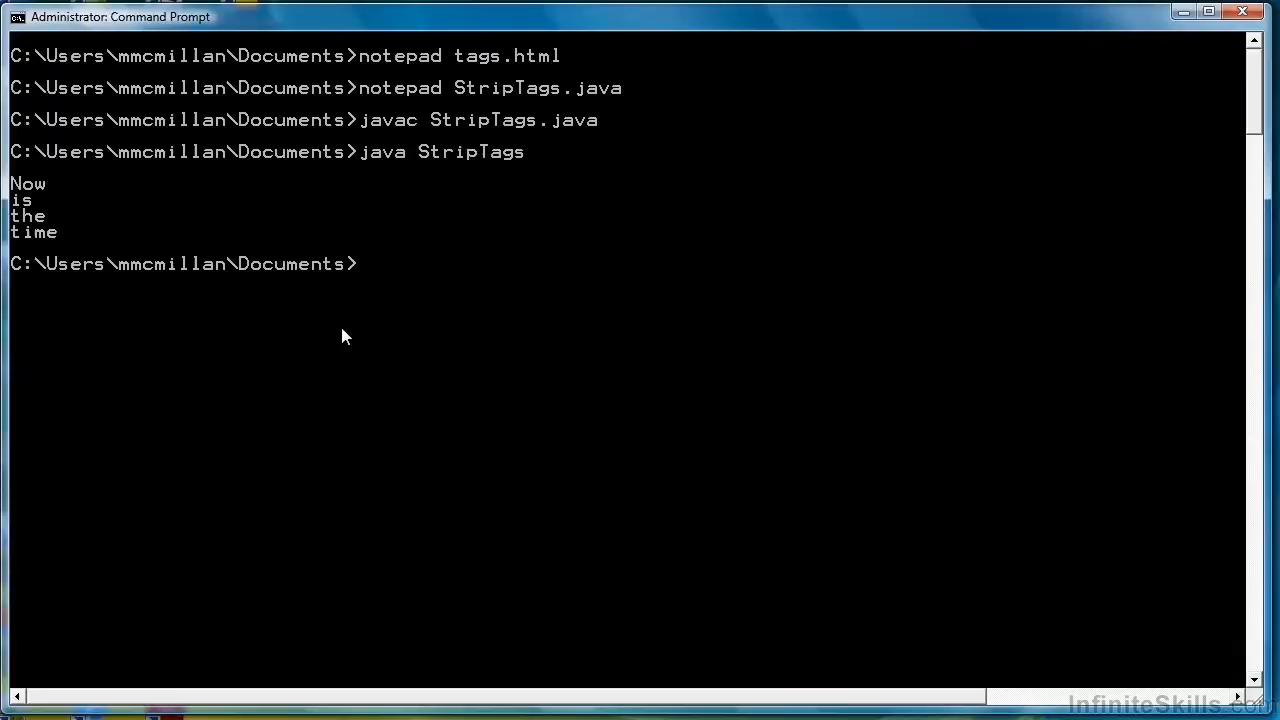 Administrator: Command Prompt
C:\Users\mmcmillan\Documents>notepad tags.html
C:\Users\mmcmillan\Documents>notepad StripTags.java
C:\Users\mmcmillan\Documents>javac StripTags.java
C:\Users\mmcmillan\Documents>java StripTags
Now
is
the
time
C:\Users\mmcmillan\Documents>
InfiniteSkills.com